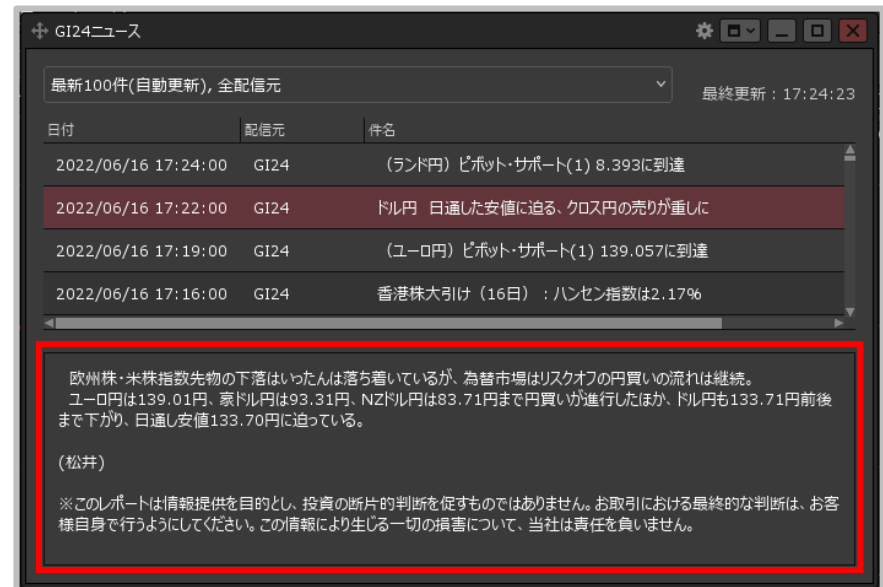 GI24ニュース
最新100件(自動更新), 全配信元
最終更新：17:24:23
日付 配信元 件名
2022/06/16 17:24:00 GI24 （ランド円）ピボット・サポート(1) 8.393に到達
2022/06/16 17:22:00 GI24 ドル円　日通した安値に迫る、クロス円の売りが重しに
2022/06/16 17:19:00 GI24 （ユーロ円）ピボット・サポート(1) 139.057に到達
2022/06/16 17:16:00 GI24 香港株大引け（16日）：ハンセン指数は2.17%
欧州株・米株指数先物の下落はいったんは落ち着いているが、為替市場はリスクオフの円買いの流れは継続。
ユーロ円は139.01円、豪ドル円は93.31円、NZドル円は83.71円まで円買いが進行したほか、ドル円も133.71円前後
まで下がり、日通し安値133.70円に迫っている。
(松井)
※このレポートは情報提供を目的とし、投資の断片的判断を促すものではありません。お取引における最終的な判断は、お客
様自身で行うようにしてください。この情報により生じる一切の損害について、当社は責任を負いません。